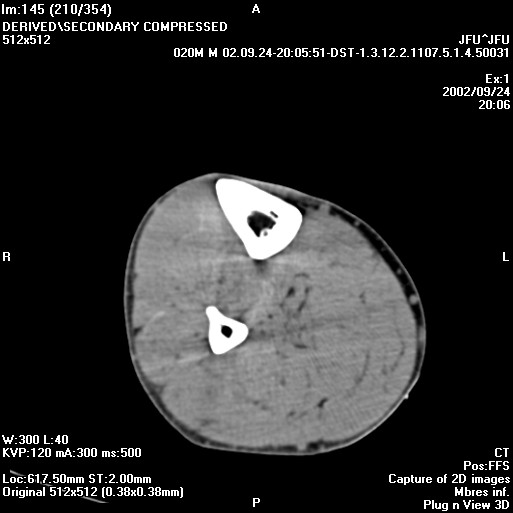 Im:145 (210/354)
A
DERIVED\SECONDARY COMPRESSED
512x512
JFU^JFU
020M M 02.09.24-20:05:51-DST-1.3.12.2.1107.5.1.4.50031
Ex:1
2002/09/24
20:06
R
L
W:300 L:40
KVP:120 mA:300 ms:500
Loc:617.50mm ST:2.00mm
Original 512x512 (0.38x0.38mm)
P
CT
Pos:FFS
Capture of 2D images
Mbres inf.
Plug n View 3D